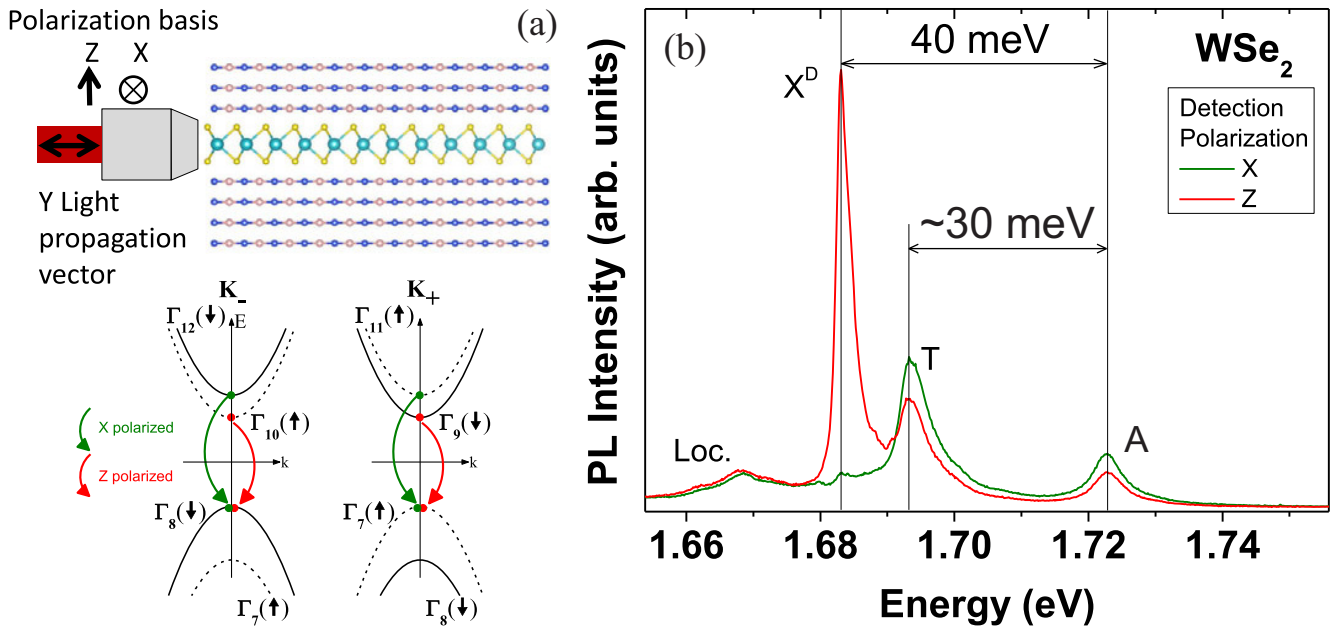 Polarization basis
(a)
Z X
Y Light
propagation
vector
K₋
K₊
Γ₁₂(↓)
E
Γ₁₁(↑)
X polarized
Z polarized
Γ₁₀(↑)
Γ₉(↓)
k
k
Γ₈(↓)
Γ₇(↑)
Γ₇(↑)
Γ₈(↓)
(b)
40 meV
WSe₂
Xᴰ
Detection
Polarization
X
Z
~30 meV
T
A
Loc.
PL Intensity (arb. units)
1.66 1.68 1.70 1.72 1.74
Energy (eV)